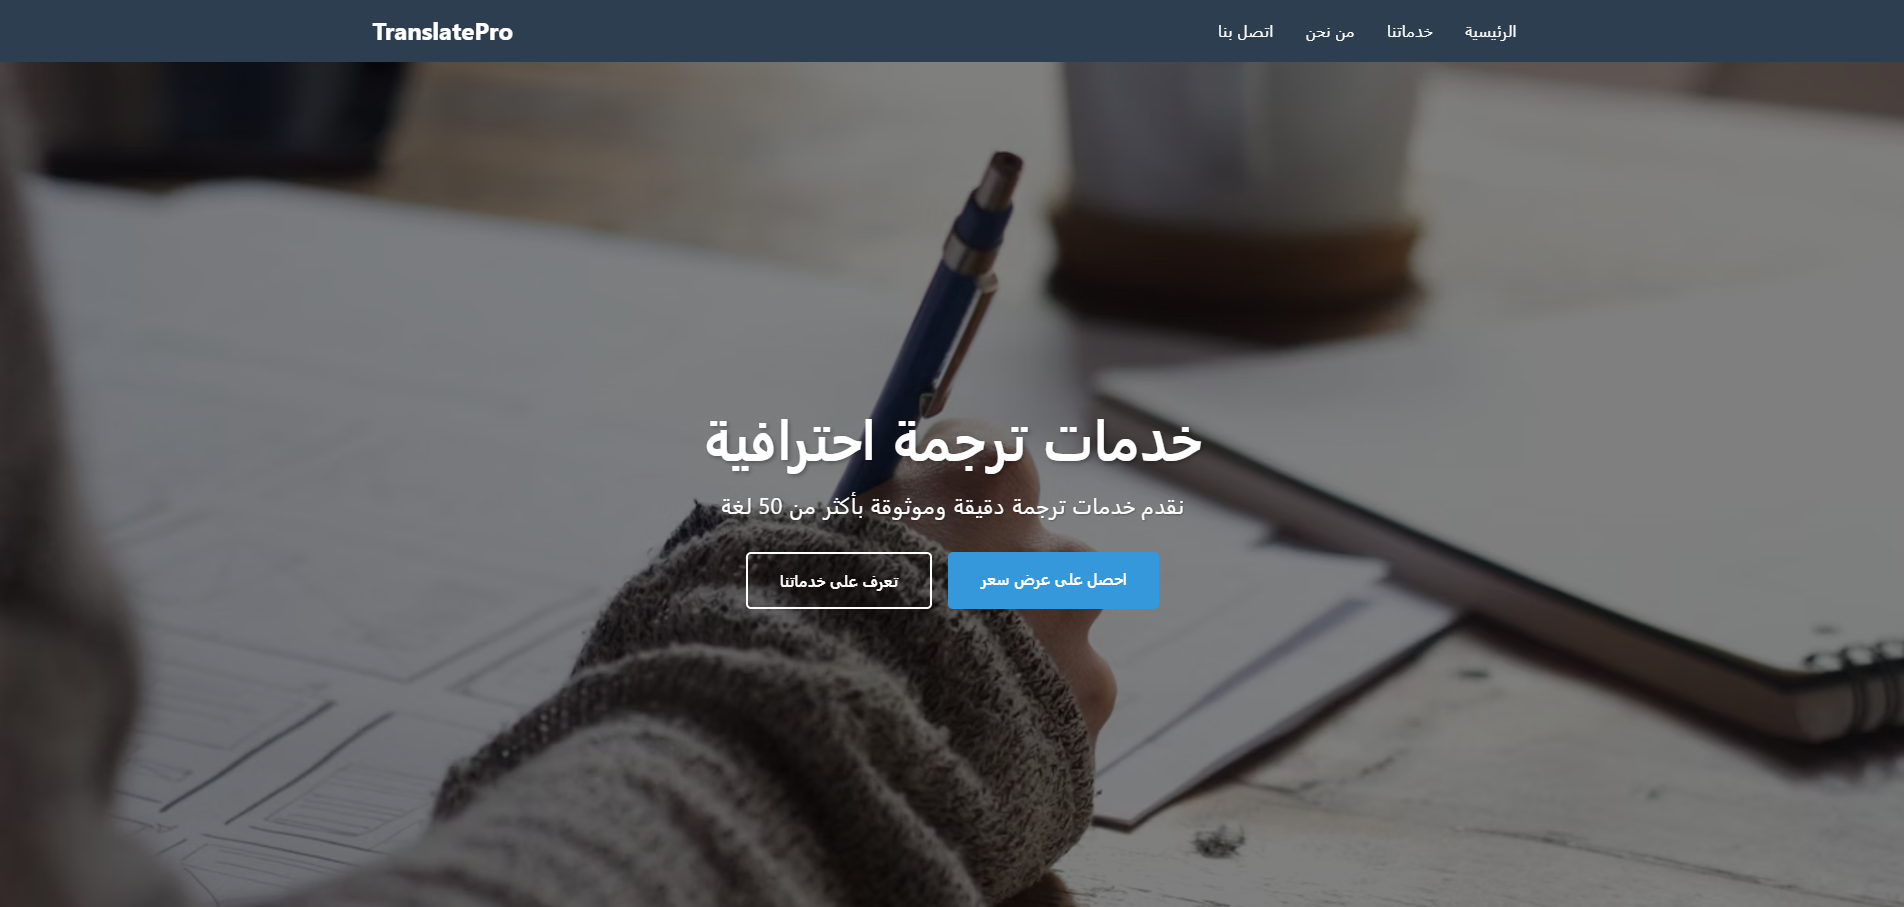 الرئيسية
خدماتنا
من نحن
اتصل بنا
TranslatePro
خدمات ترجمة احترافية
نقدم خدمات ترجمة دقيقة وموثوقة بأكثر من 50 لغة
احصل على عرض سعر
تعرف على خدماتنا